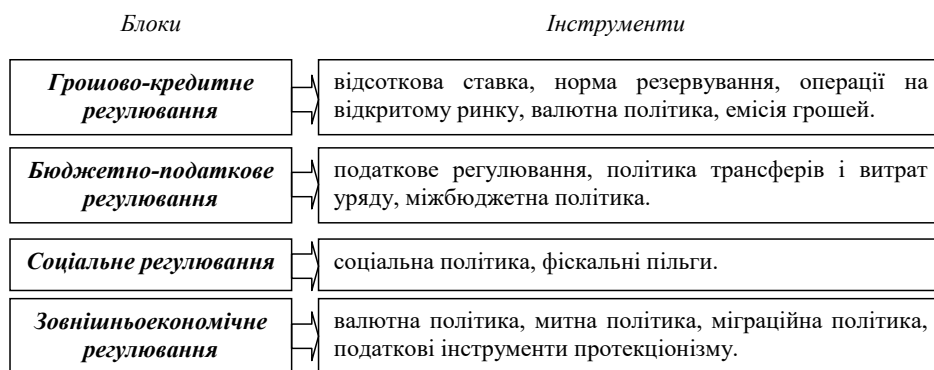 Блоки
Інструменти
Грошово-кредитне
регулювання
відсоткова ставка, норма резервування, операції на
відкритому ринку, валютна політика, емісія грошей.
Бюджетно-податкове
регулювання
податкове регулювання, політика трансферів і витрат
уряду, міжбюджетна політика.
Соціальне регулювання
соціальна політика, фіскальні пільги.
Зовнішньоекономічне
регулювання
валютна політика, митна політика, міграційна політика,
податкові інструменти протекціонізму.